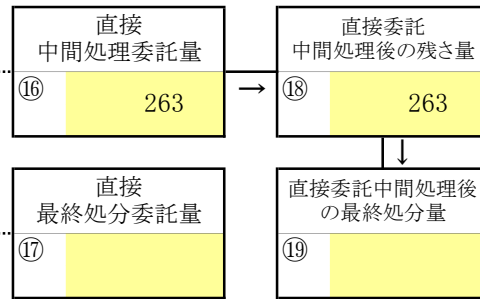 直接
中間処理委託量
⑯ 263
→
直接委託
中間処理後の残さ量
⑱ 263
↓
直接
最終処分委託量
⑰
直接委託中間処理後
の最終処分量
⑲